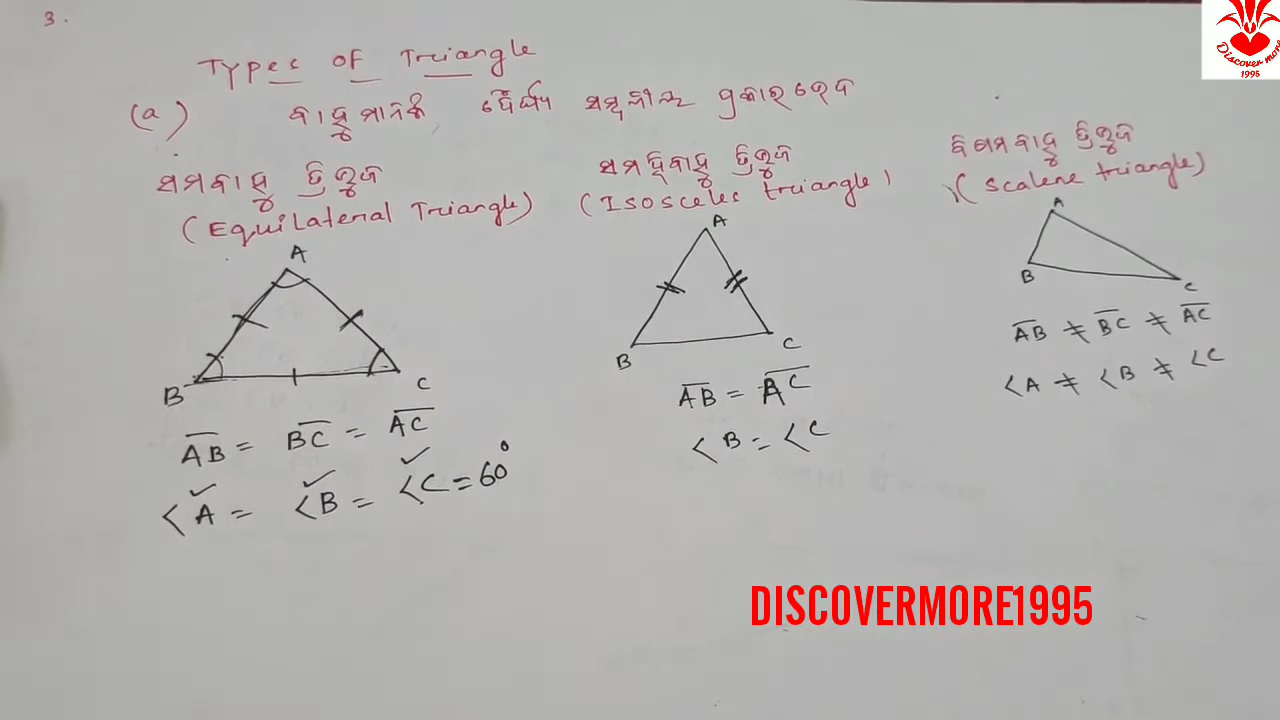 3.
Discover more
1995
Types of Triangle
(a) ବାହୁମାନଙ୍କ ଦୈର୍ଘ୍ୟ ସମ୍ବନ୍ଧୀୟ ପ୍ରକାରଭେଦ
ସମବାହୁ ତ୍ରିଭୁଜ
(Equilateral Triangle)
A
B
C
AB = BC = AC
<A = <B = <C = 60°
ସମଦ୍ୱିବାହୁ ତ୍ରିଭୁଜ
(Isosceles triangle)
A
B
C
AB = AC
<B = <C
ବିଷମବାହୁ ତ୍ରିଭୁଜ
(Scalene triangle)
A
B
C
AB ≠ BC ≠ AC
<A ≠ <B ≠ <C
DISCOVERMORE1995